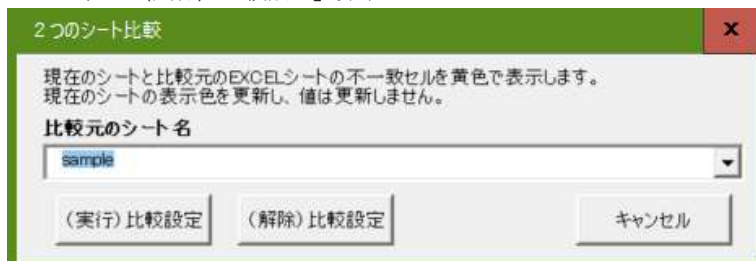 2つのシート比較
x
現在のシートと比較元のEXCELシートの不一致セルを黄色で表示します。
現在のシートの表示色を更新し、値は更新しません。
比較元のシート名
sample
(実行)比較設定 (解除)比較設定 キャンセル